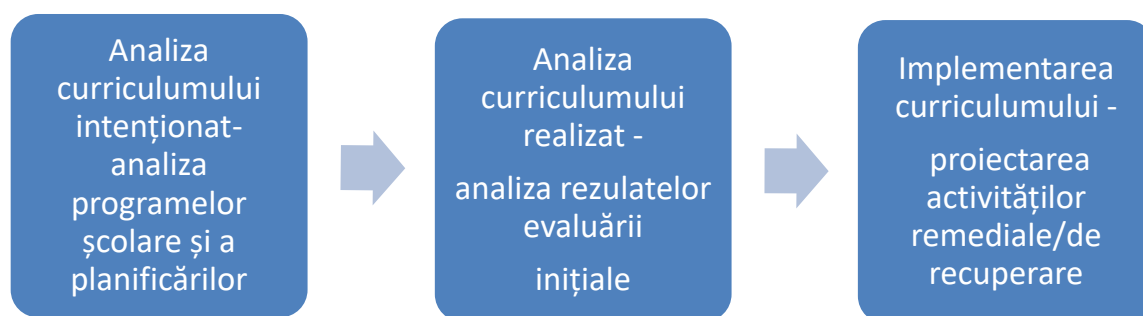 Analiza
curriculumului
intenționat-
analiza
programelor
școlare și a
planificărilor
Analiza
curriculumului
realizat -
analiza rezulatelor
evaluării
inițiale
Implementarea
curriculumului -
proiectarea
activităților
remediale/de
recuperare